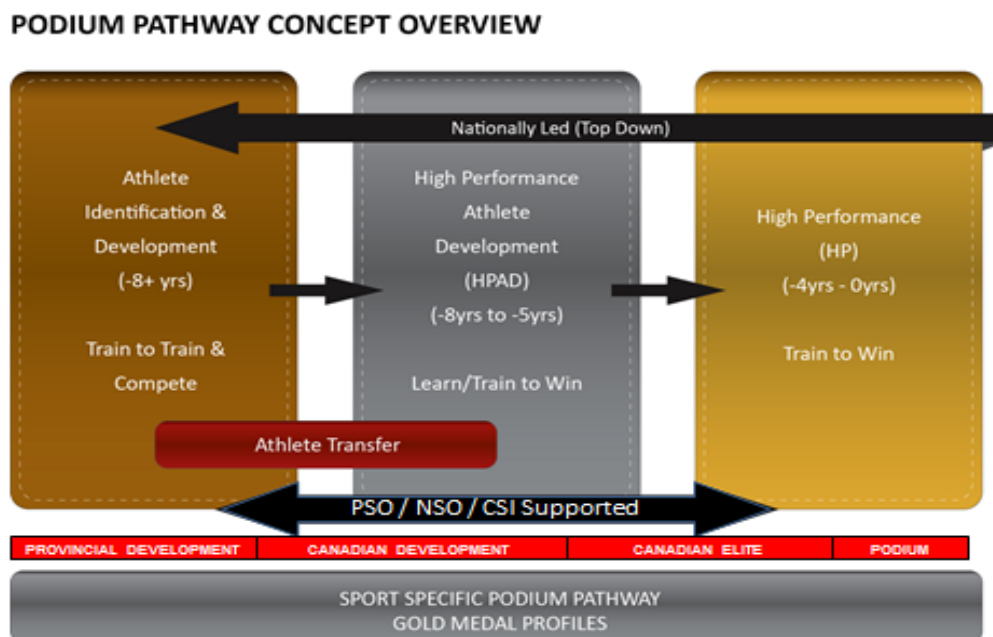 PODIUM PATHWAY CONCEPT OVERVIEW
Nationally Led (Top Down)
Athlete
Identification &
Development
(-8+ yrs)
Train to Train &
Compete
High Performance
Athlete
Development
(HPAD)
(-8yrs to -5yrs)
Learn/Train to Win
High Performance
(HP)
(-4yrs - 0yrs)
Train to Win
Athlete Transfer
PSO / NSO / CSI Supported
PROVINCIAL DEVELOPMENT
CANADIAN DEVELOPMENT
CANADIAN ELITE
PODIUM
SPORT SPECIFIC PODIUM PATHWAY
GOLD MEDAL PROFILES